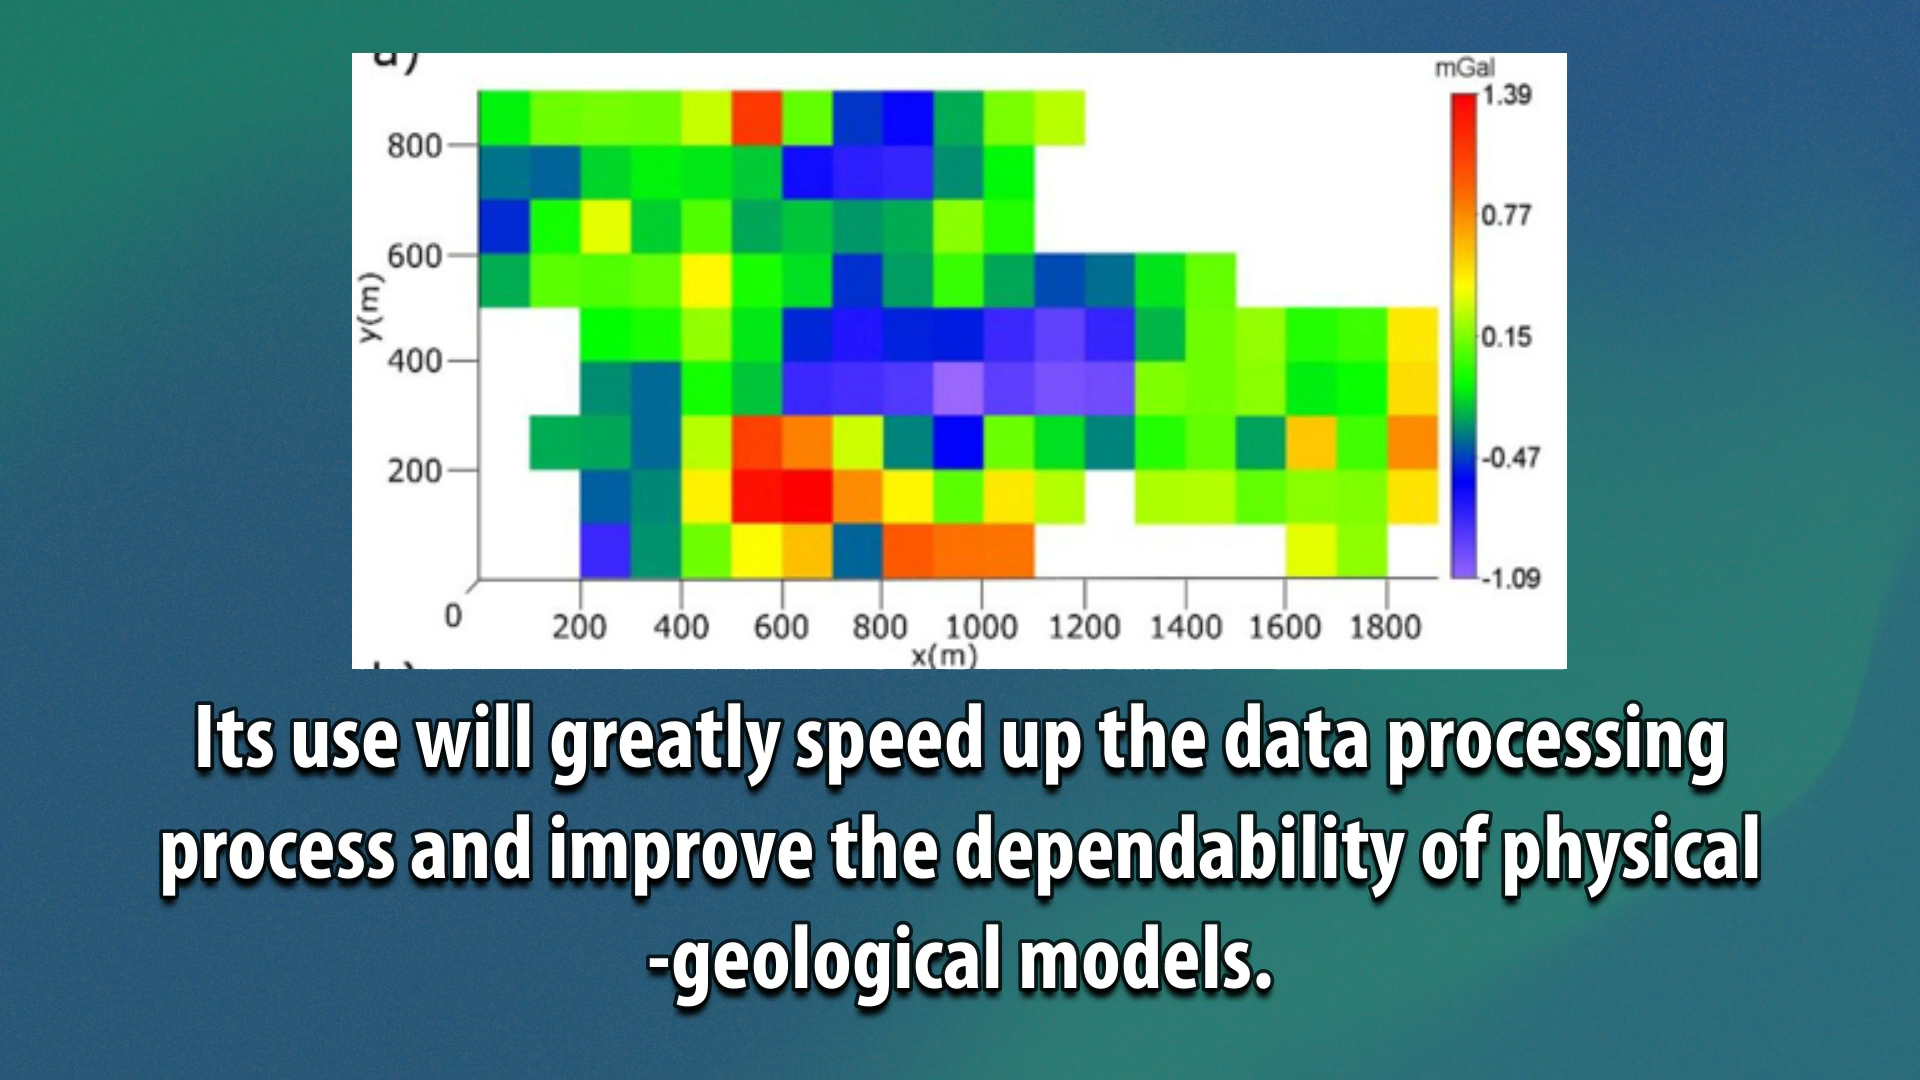 a)
mGal
1.39
800
0.77
600
y(m)
0.15
400
-0.47
200
-1.09
0
200 400 600 800 1000 1200 1400 1600 1800
x(m)
Its use will greatly speed up the data processing
process and improve the dependability of physical
-geological models.